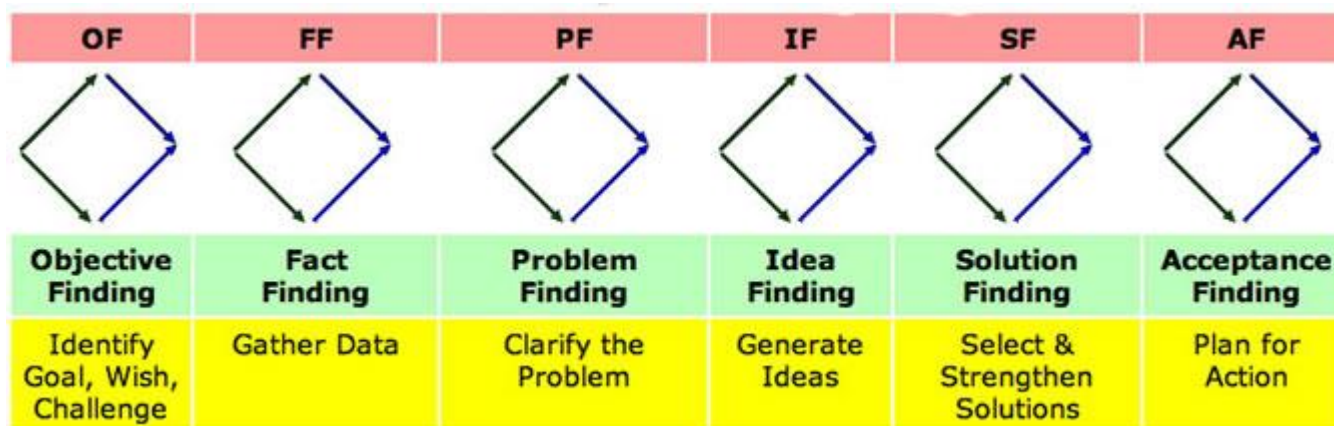 OF FF PF IF SF AF
Objective Fact Problem Idea Solution Acceptance
Finding Finding Finding Finding Finding Finding
Identify Gather Data Clarify the Generate Select & Plan for
Goal, Wish, Problem Ideas Strengthen Action
Challenge Solutions